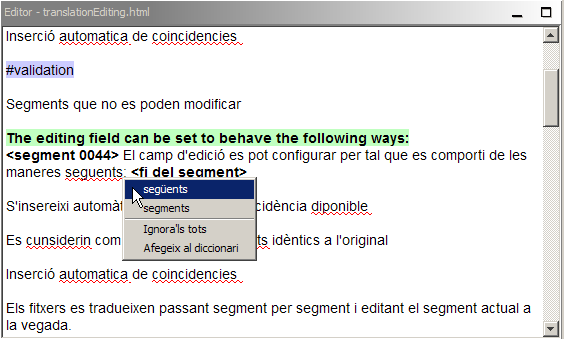 Editor - translationEditing.html
Inserció automatica de coincidencies
#validation
Segments que no es poden modificar
The editing field can be set to behave the following ways:
<segment 0044> El camp d'edició es pot configurar per tal que es comporti de les
maneres seguents: <fi del segment>
següents
S'insereixi automàt cidència diponible
segments
Ignora'ls tots
Es cunsiderin com ts idèntics a l'original
Afegeix al diccionari
Inserció automatica de coincidencies
Els fitxers es tradueixen passant segment per segment i editant el segment actual a
la vegada.